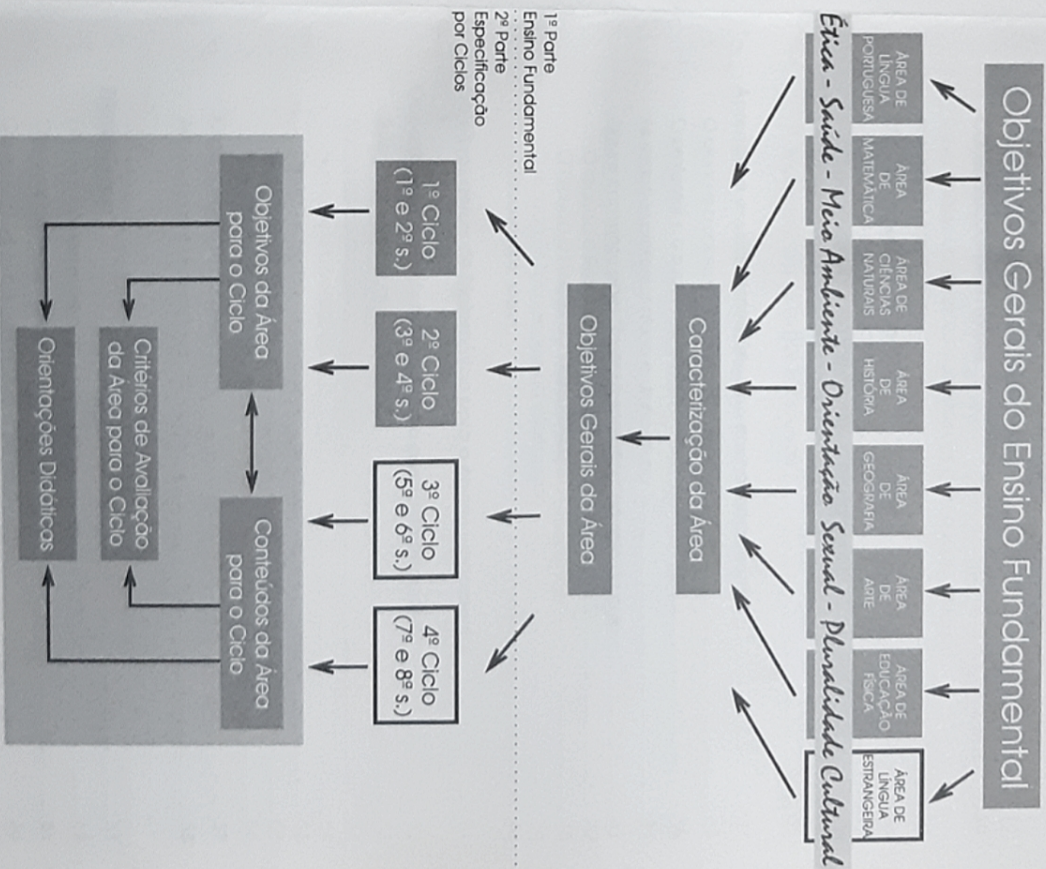 Objetivos Gerais do Ensino Fundamental
ÁREA DE
LÍNGUA
PORTUGUESA
ÁREA
DE
MATEMÁTICA
ÁREA DE
CIÊNCIAS
NATURAIS
ÁREA
DE
HISTÓRIA
ÁREA
DE
GEOGRAFIA
ÁREA
DE
ARTE
ÁREA DE
EDUCAÇÃO
FÍSICA
ÁREA DE
LÍNGUA
ESTRANGEIRA
Ética - Saúde - Meio Ambiente - Orientação Sexual - Pluralidade Cultural
Caracterização da Área
Objetivos Gerais da Área
1ª Parte
Ensino Fundamental
2ª Parte
Especificação
por Ciclos
1º Ciclo
(1ª e 2ª s.)
2º Ciclo
(3ª e 4ª s.)
3º Ciclo
(5ª e 6ª s.)
4º Ciclo
(7ª e 8ª s.)
Objetivos da Área
para o Ciclo
Conteúdos da Área
para o Ciclo
Critérios de Avaliação
da Área para o Ciclo
Orientações Didáticas